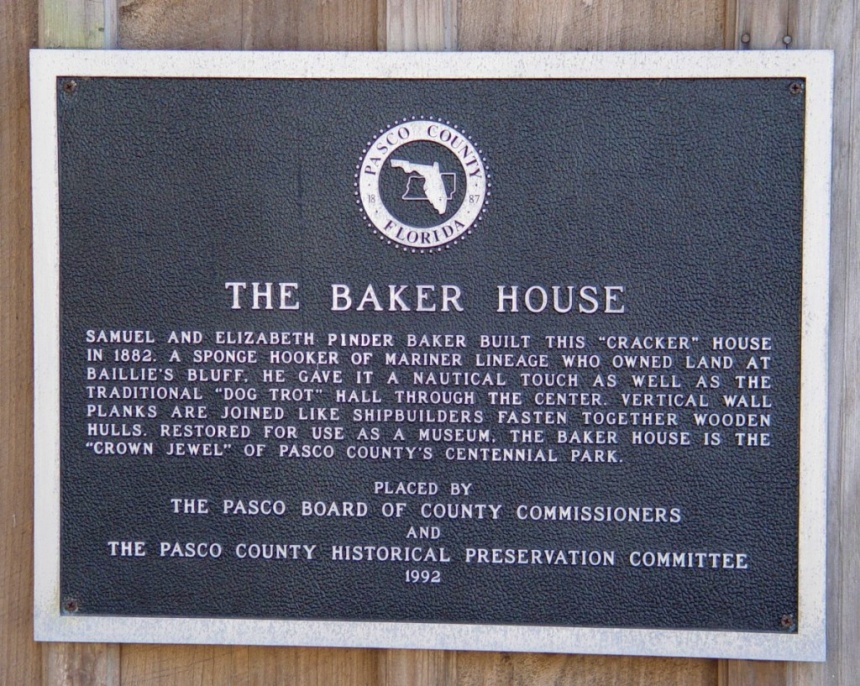 PASCO COUNTY
18 87
FLORIDA
THE BAKER HOUSE
SAMUEL AND ELIZABETH PINDER BAKER BUILT THIS "CRACKER" HOUSE
IN 1882. A SPONGE HOOKER OF MARINER LINEAGE WHO OWNED LAND AT
BAILLIE'S BLUFF, HE GAVE IT A NAUTICAL TOUCH AS WELL AS THE
TRADITIONAL "DOG TROT" HALL THROUGH THE CENTER. VERTICAL WALL
PLANKS ARE JOINED LIKE SHIPBUILDERS FASTEN TOGETHER WOODEN
HULLS. RESTORED FOR USE AS A MUSEUM, THE BAKER HOUSE IS THE
"CROWN JEWEL" OF PASCO COUNTY'S CENTENNIAL PARK.
PLACED BY
THE PASCO BOARD OF COUNTY COMMISSIONERS
AND
THE PASCO COUNTY HISTORICAL PRESERVATION COMMITTEE
1992